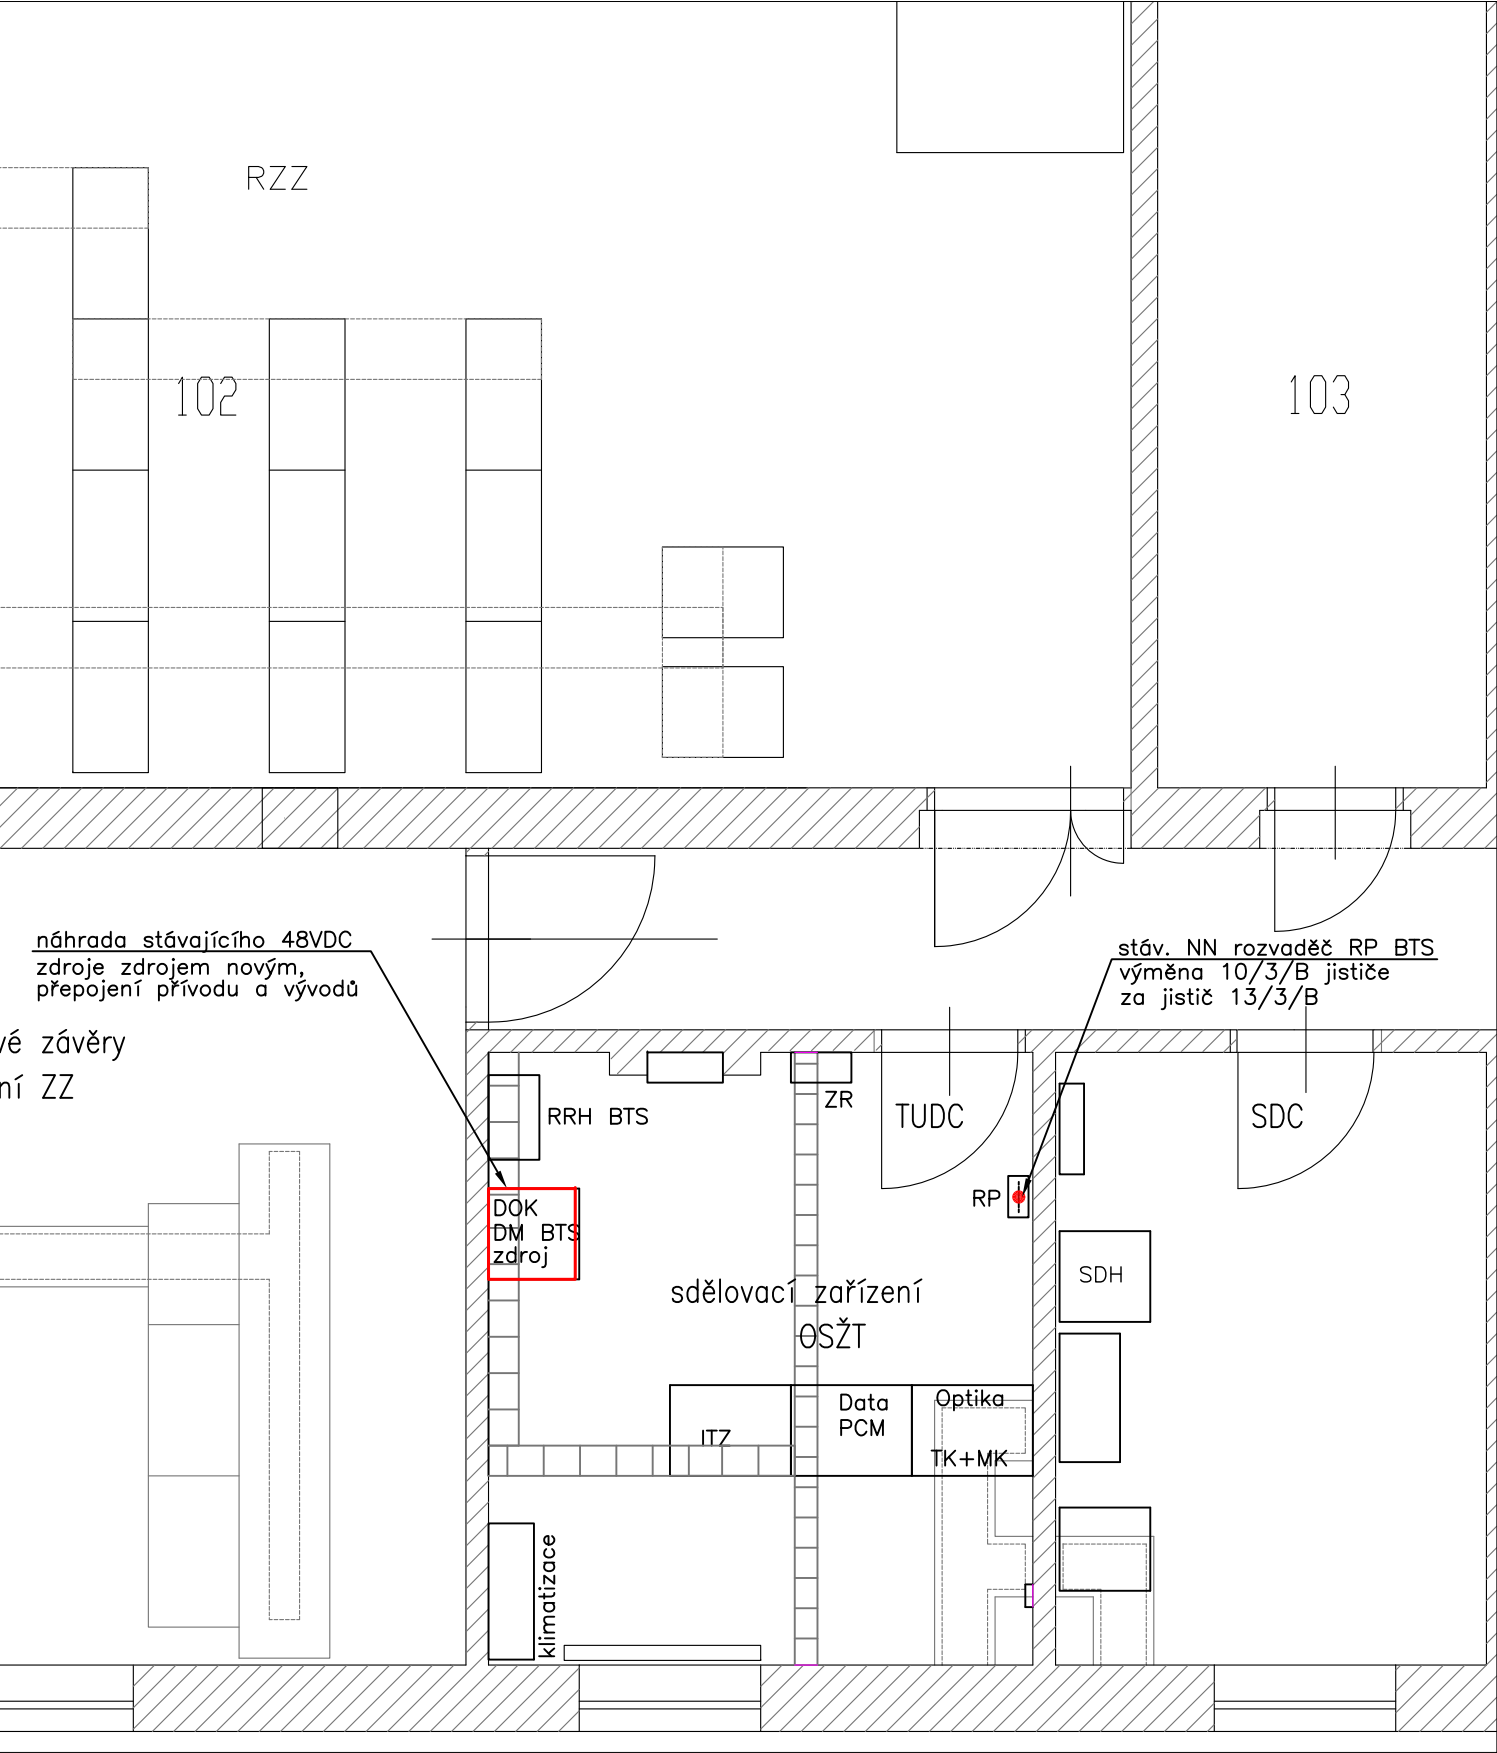 RZZ
102
103
náhrada stávajícího 48VDC
zdroje zdrojem novým,
přepojení přívodu a vývodů
stáv. NN rozvaděč RP BTS
výměna 10/3/B jističe
za jistič 13/3/B
vé závěry
ní ZZ
RRH BTS
ZR
TUDC
SDC
DOK
DM BTS
zdroj
RP
SDH
sdělovací zařízení
OSŽT
ITZ
Data
PCM
Optika
TK+MK
klimatizace